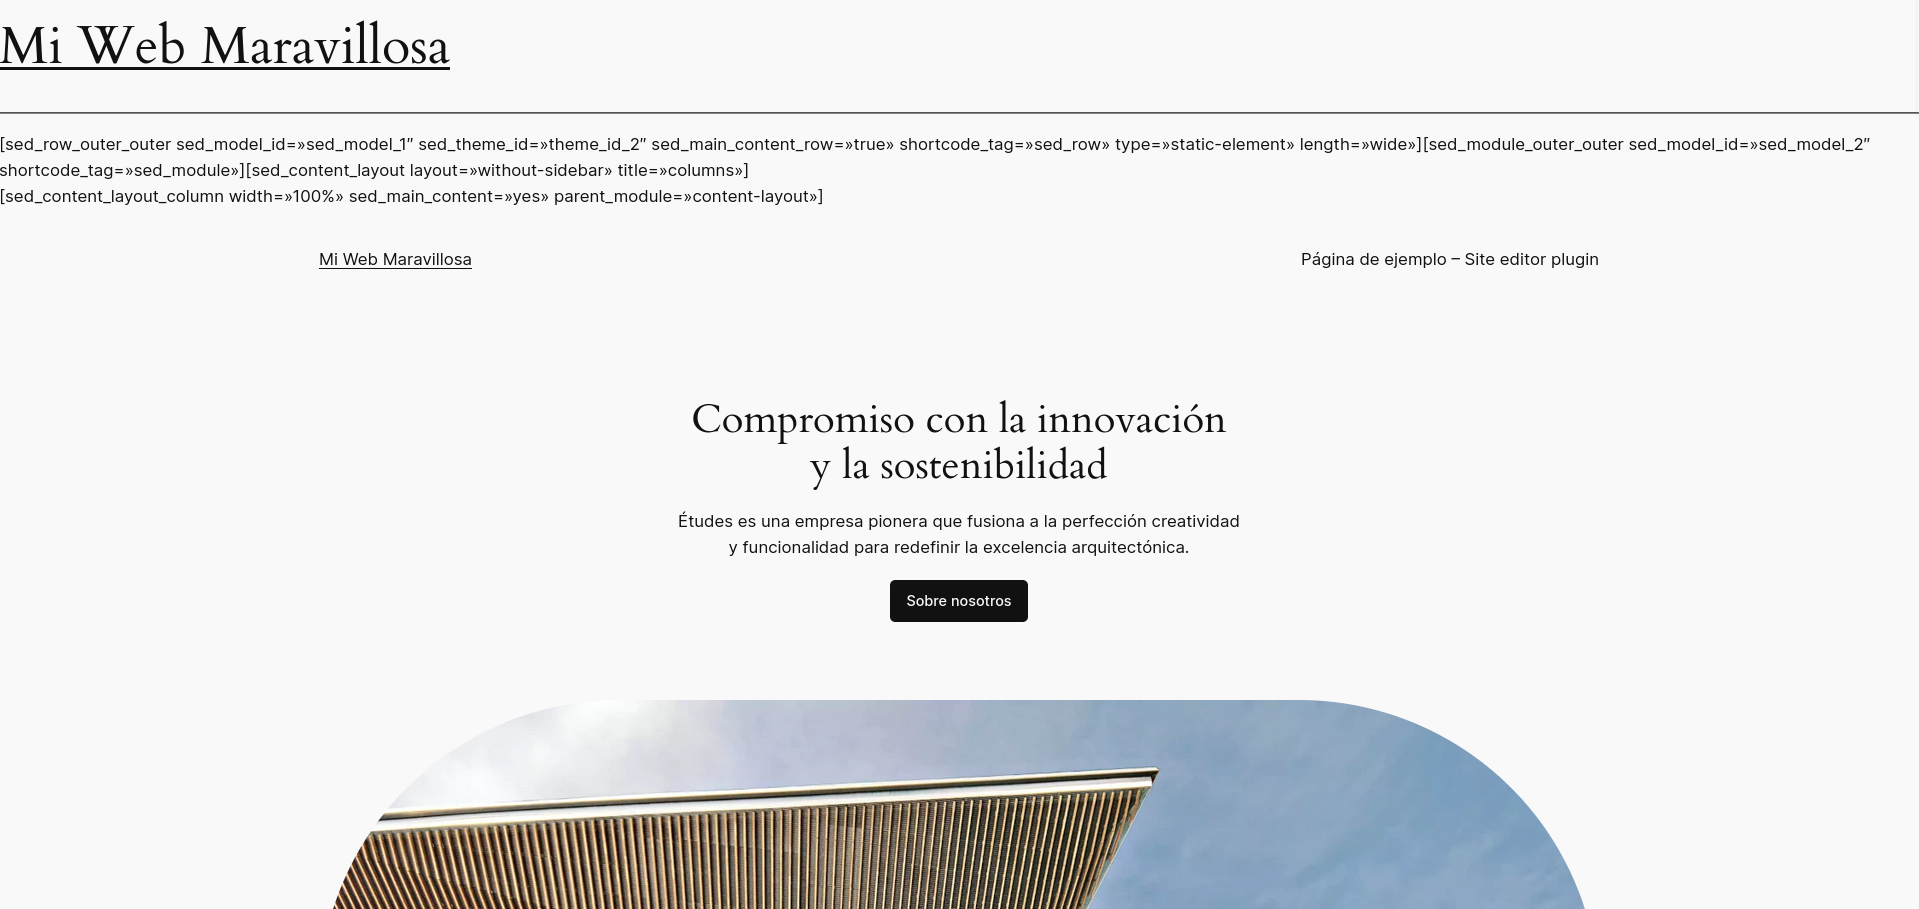 Mi Web Maravillosa
[sed_row_outer_outer sed_model_id=»sed_model_1″ sed_theme_id=»theme_id_2″ sed_main_content_row=»true» shortcode_tag=»sed_row» type=»static-element» length=»wide»][sed_module_outer_outer sed_model_id=»sed_model_2″
shortcode_tag=»sed_module»][sed_content_layout layout=»without-sidebar» title=»columns»]
[sed_content_layout_column width=»100%» sed_main_content=»yes» parent_module=»content-layout»]
Mi Web Maravillosa
Página de ejemplo – Site editor plugin
Compromiso con la innovación
y la sostenibilidad
Études es una empresa pionera que fusiona a la perfección creatividad
y funcionalidad para redefinir la excelencia arquitectónica.
Sobre nosotros